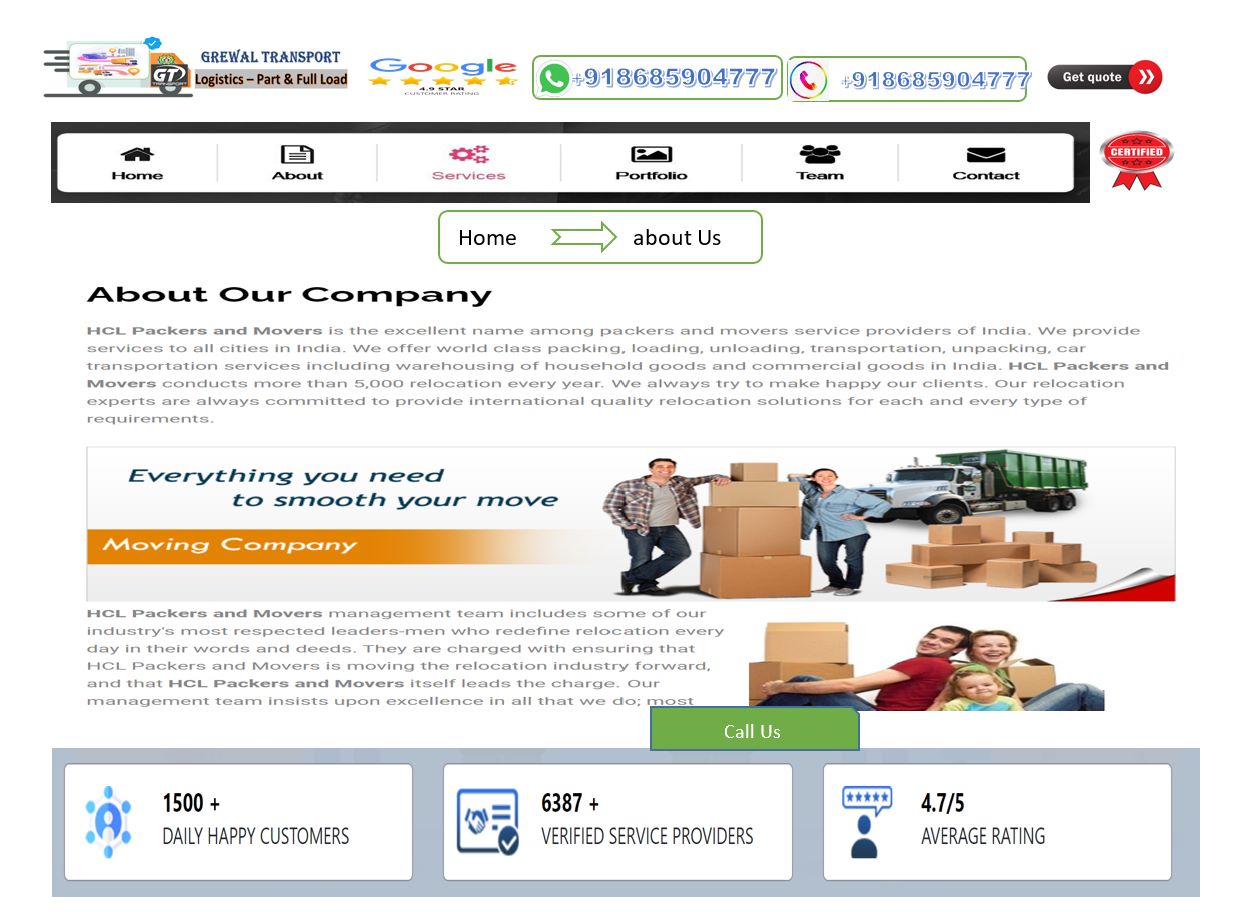 GREWAL TRANSPORT
Logistics – Part & Full Load
GT
Google
4.9 STAR
CUSTOMER RATING
+918685904777
+918685904777
Get quote
Home
About
Services
Portfolio
Team
Contact
CERTIFIED
Home
about Us
About Our Company
HCL Packers and Movers is the excellent name among packers and movers service providers of India. We provide
services to all cities in India. We offer world class packing, loading, unloading, transportation, unpacking, car
transportation services including warehousing of household goods and commercial goods in India. HCL Packers and
Movers conducts more than 5,000 relocation every year. We always try to make happy our clients. Our relocation
experts are always committed to provide international quality relocation solutions for each and every type of
requirements.
Everything you need
to smooth your move
Moving Company
HCL Packers and Movers management team includes some of our
industry's most respected leaders-men who redefine relocation every
day in their words and deeds. They are charged with ensuring that
HCL Packers and Movers is moving the relocation industry forward,
and that HCL Packers and Movers itself leads the charge. Our
management team insists upon excellence in all that we do; most
Call Us
1500 +
DAILY HAPPY CUSTOMERS
6387 +
VERIFIED SERVICE PROVIDERS
4.7/5
AVERAGE RATING